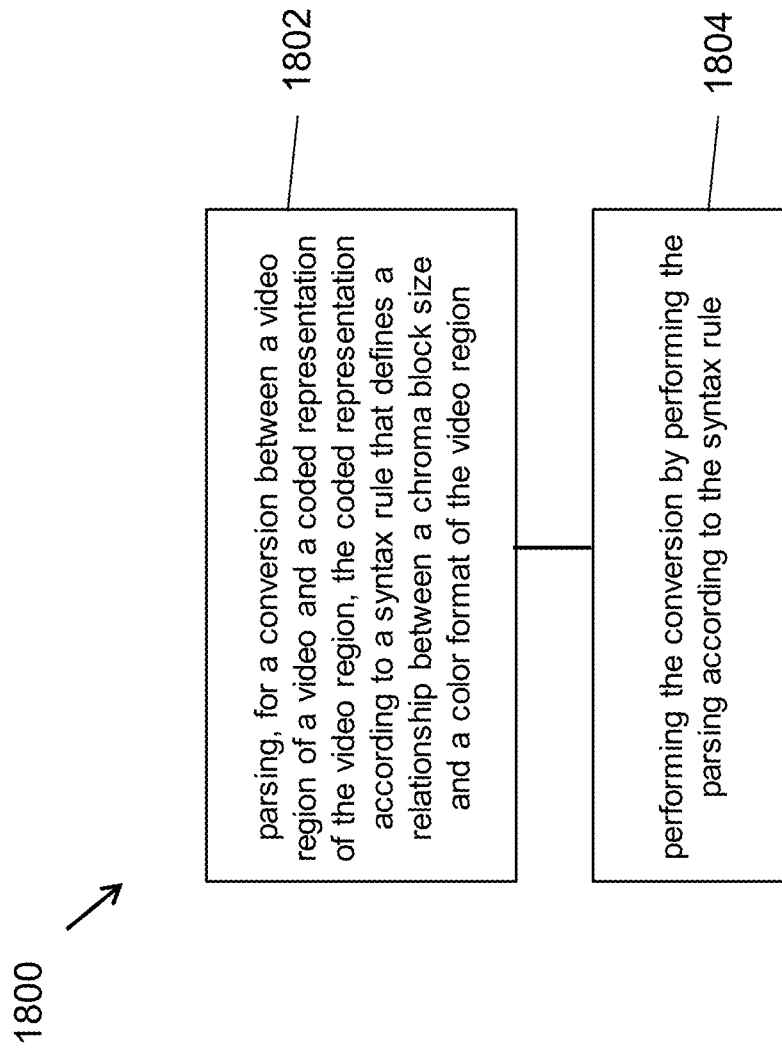 1800
parsing, for a conversion between a video
region of a video and a coded representation
of the video region, the coded representation
according to a syntax rule that defines a
relationship between a chroma block size
and a color format of the video region
1802
performing the conversion by performing the
parsing according to the syntax rule
1804